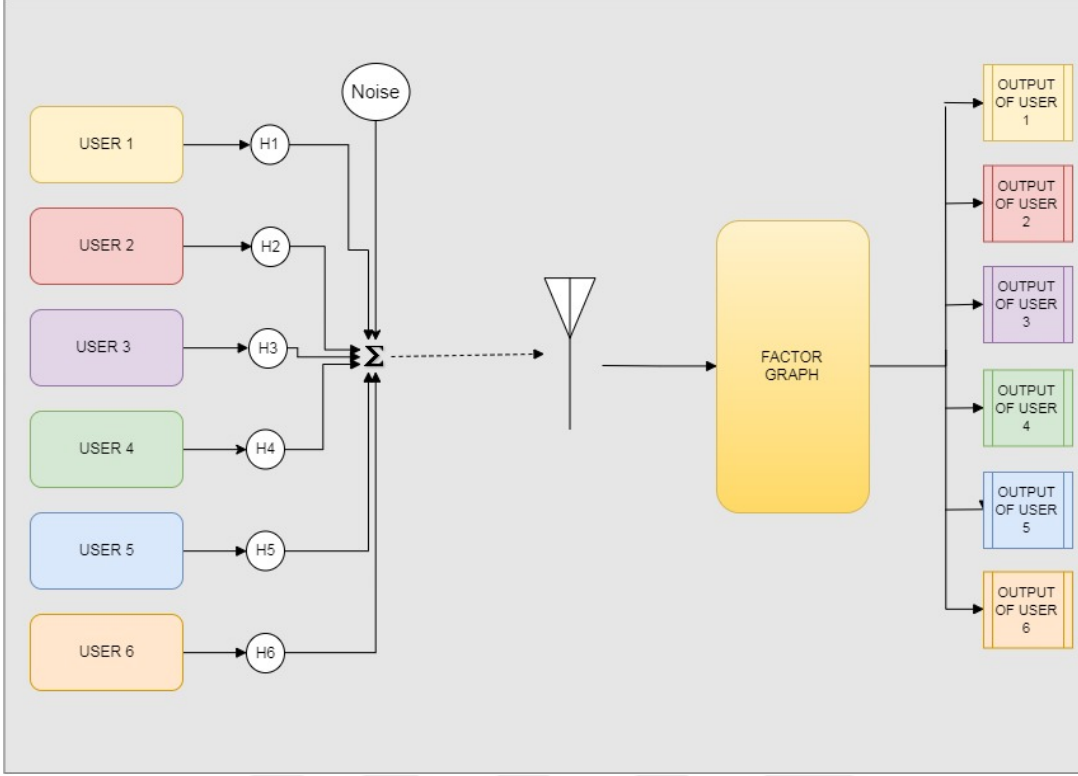 Noise
USER 1
H1
USER 2
H2
USER 3
H3
Σ
USER 4
H4
USER 5
H5
USER 6
H6
FACTOR
GRAPH
OUTPUT
OF USER
1
OUTPUT
OF USER
2
OUTPUT
OF USER
3
OUTPUT
OF USER
4
OUTPUT
OF USER
5
OUTPUT
OF USER
6